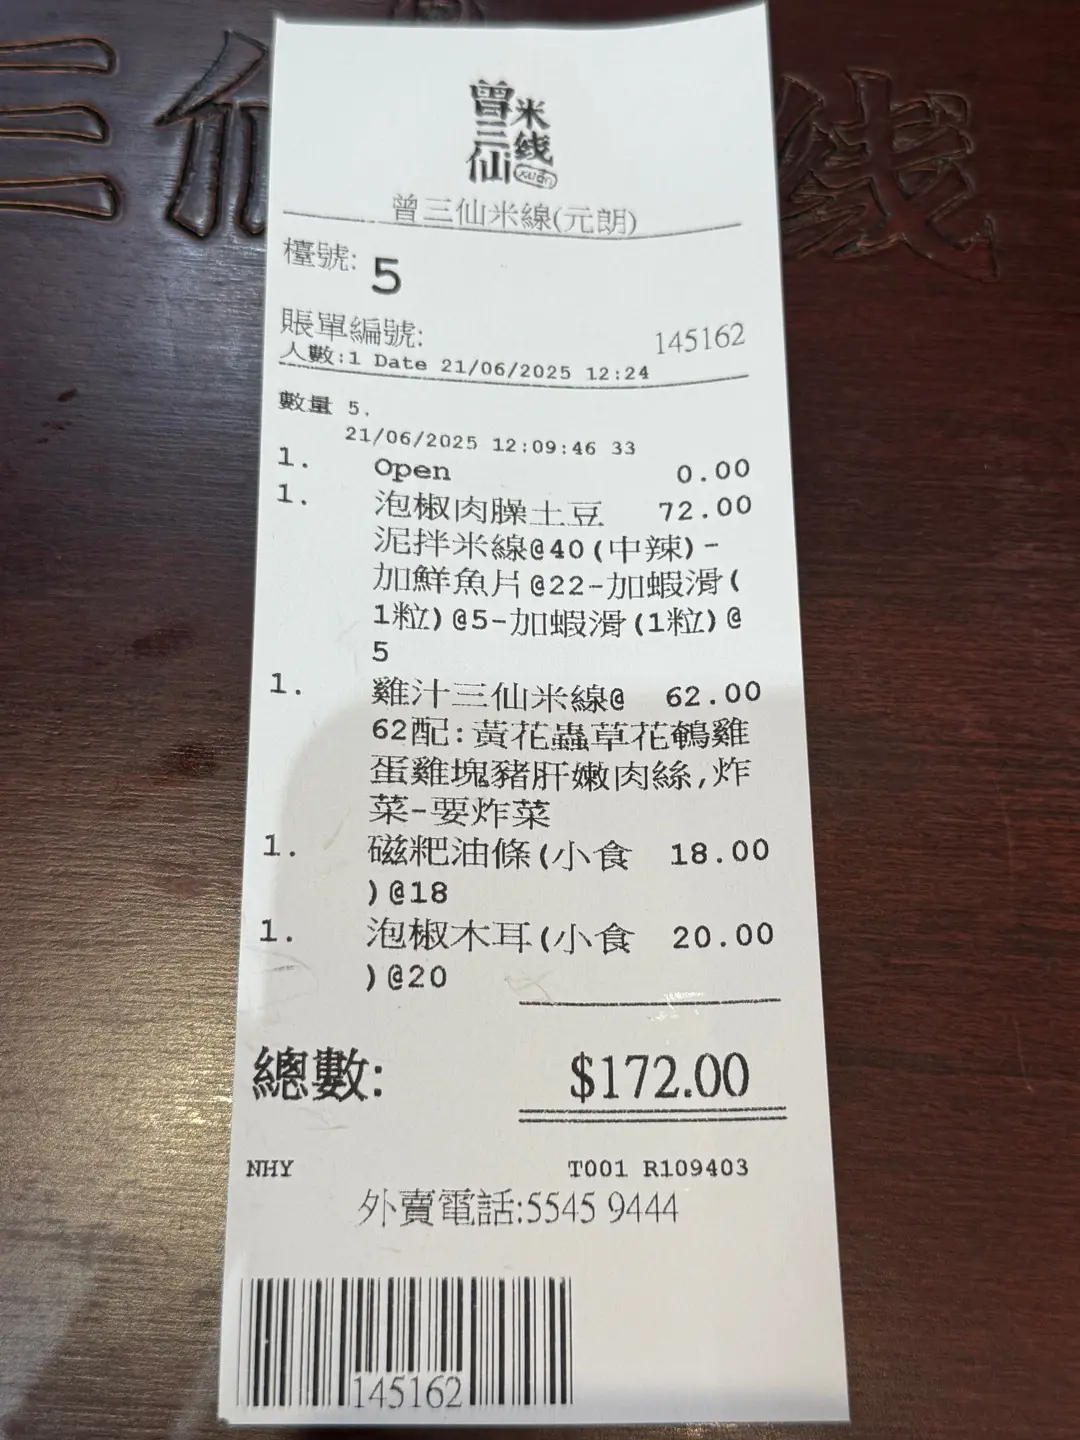 曾三仙
米线
曾三仙米線(元朗)
檯號: 5
賬單編號: 145162
人數:1 Date 21/06/2025 12:24
數量 5.
21/06/2025 12:09:46 33
1. Open 0.00
1. 泡椒肉臊土豆 72.00
泥拌米線@40(中辣)-
加鮮魚片@22-加蝦滑(
1粒)@5-加蝦滑(1粒)@
5
1. 雞汁三仙米線@ 62.00
62配:黃花蟲草花鵪雞
蛋雞塊豬肝嫩肉絲,炸
菜-要炸菜
1. 磁粑油條(小食 18.00
)@18
1. 泡椒木耳(小食 20.00
)@20
總數: $172.00
NHY T001 R109403
外賣電話:5545 9444
145162
三仙 线